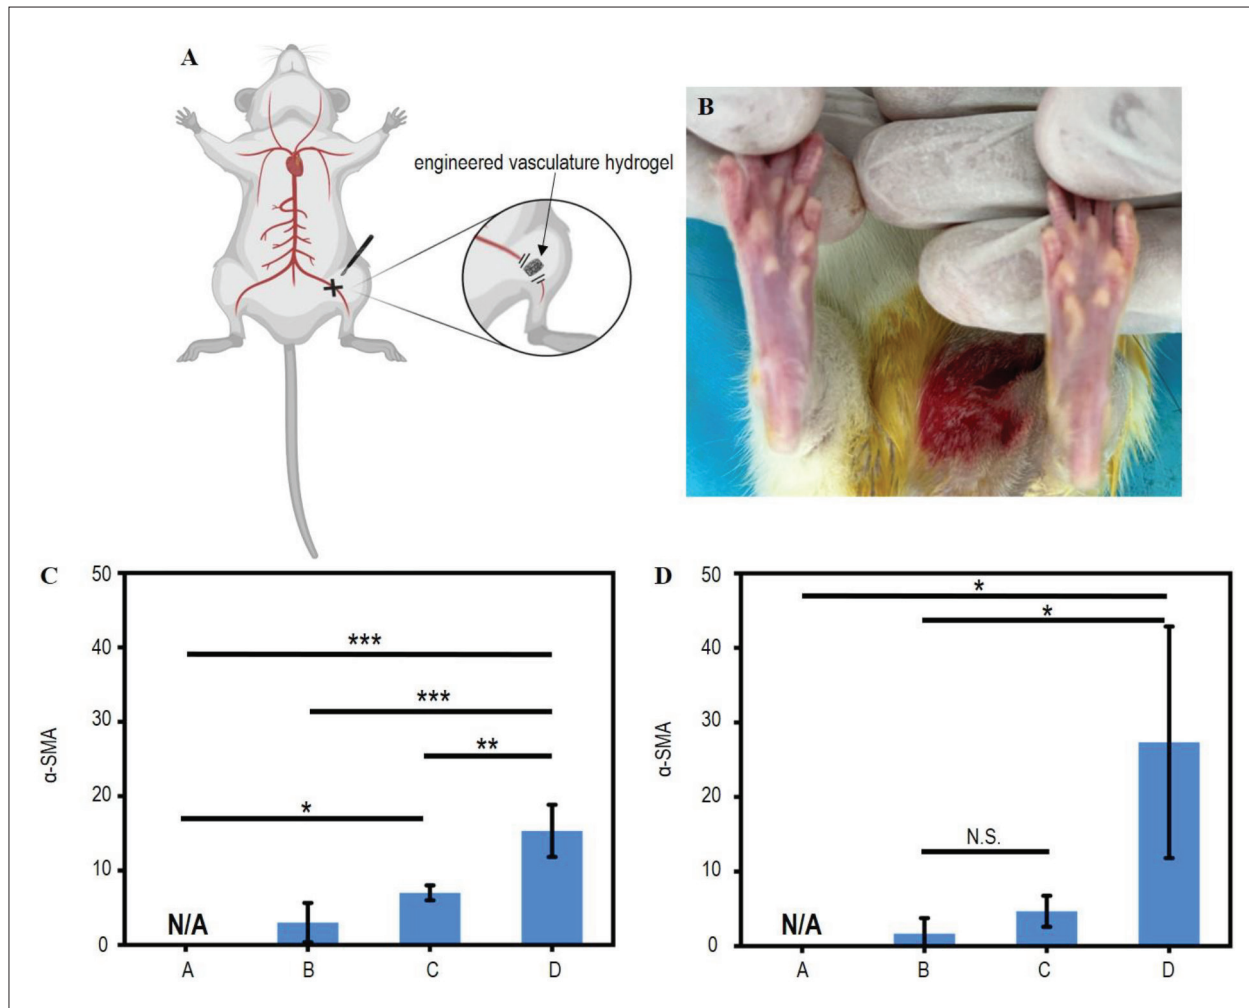 A
engineered vasculature hydrogel
B
C
50
40
30
20
10
0
α-SMA
***
***
**
*
N/A
A B C D
D
50
40
30
20
10
0
α-SMA
*
*
N.S.
N/A
A B C D